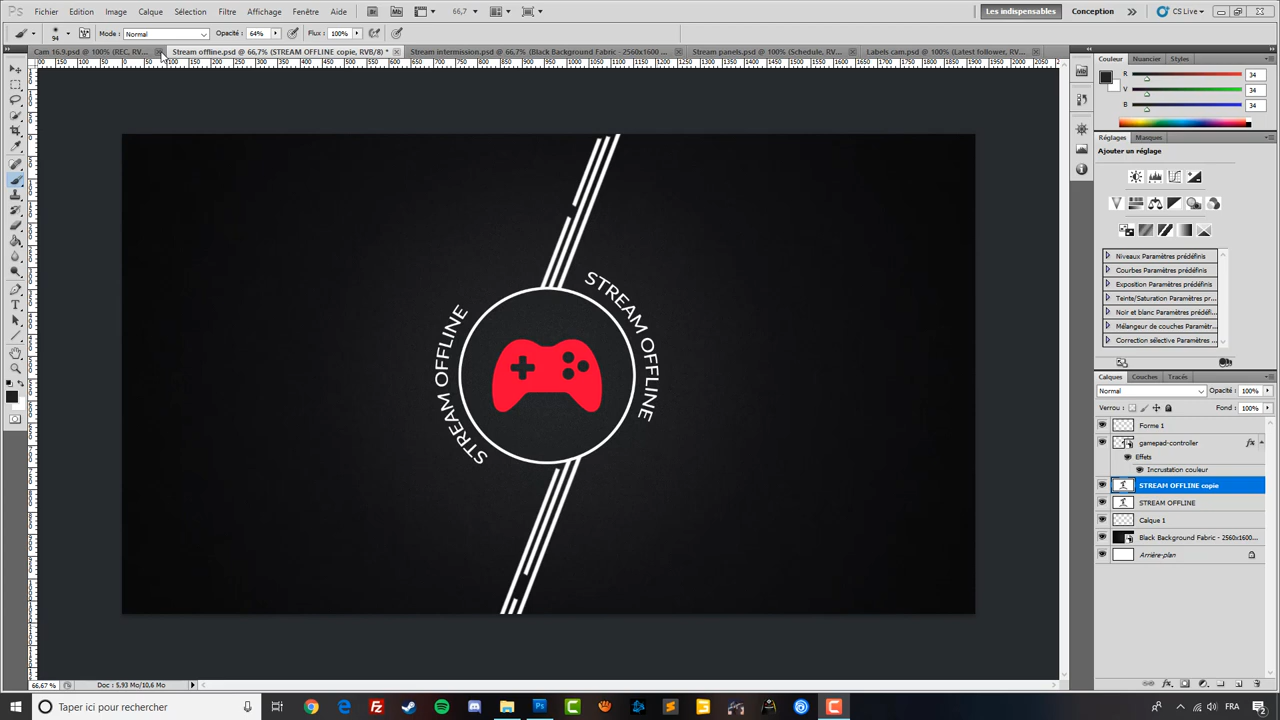 Ps Fichier Edition Image Calque Sélection Filtre Affichage Fenêtre Aide Br Mb 66,7 Les indispensables Conception CS Live
54 Mode : Normal Opacité : 64% Flux : 100%
Cam 16.9.psd @ 100% (REC, RV... Stream offline.psd @ 66,7% (STREAM OFFLINE copie, RVB/8) * Stream intermission.psd @ 66.7% (Black Background Fabric - 2560x1600 ... Stream panels.psd @ 100% (Schedule, RV... Labels cam.psd @ 100% (Latest follower, RV...
Couleur Nuancier Styles
R 34
V 34
B 34
Réglages Masques
Ajouter un réglage
Niveaux Paramètres prédéfinis
Courbes Paramètres prédéfinis
Exposition Paramètres prédéfinis
Teinte/Saturation Paramètres pr...
Noir et blanc Paramètres prédéfi...
Mélangeur de couches Paramètr...
Correction sélective Paramètres ...
STREAM OFFLINE
STREAM OFFLINE
Calques Couches Tracés
Normal Opacité : 100%
Verrou : Fond : 100%
Forme 1
gamepad-controller fx
Effets
Incrustation couleur
STREAM OFFLINE copie
STREAM OFFLINE
Calque 1
Black Background Fabric - 2560x1600...
Arrière-plan
66,67% Doc : 5,93 Mo/10,6 Mo
Taper ici pour rechercher FRA